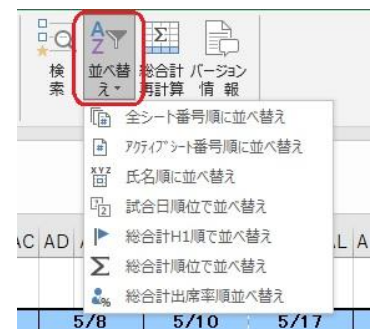 検 並べ替 総合計 バージョン
索 え 再計算 情 報
全シート番号順に並べ替え
アクティブシート番号順に並べ替え
氏名順に並べ替え
試合日順位で並べ替え
総合計H1順で並べ替え
総合計順位で並べ替え
総合計出席率順並べ替え
AC AD L A
5/8 5/10 5/17